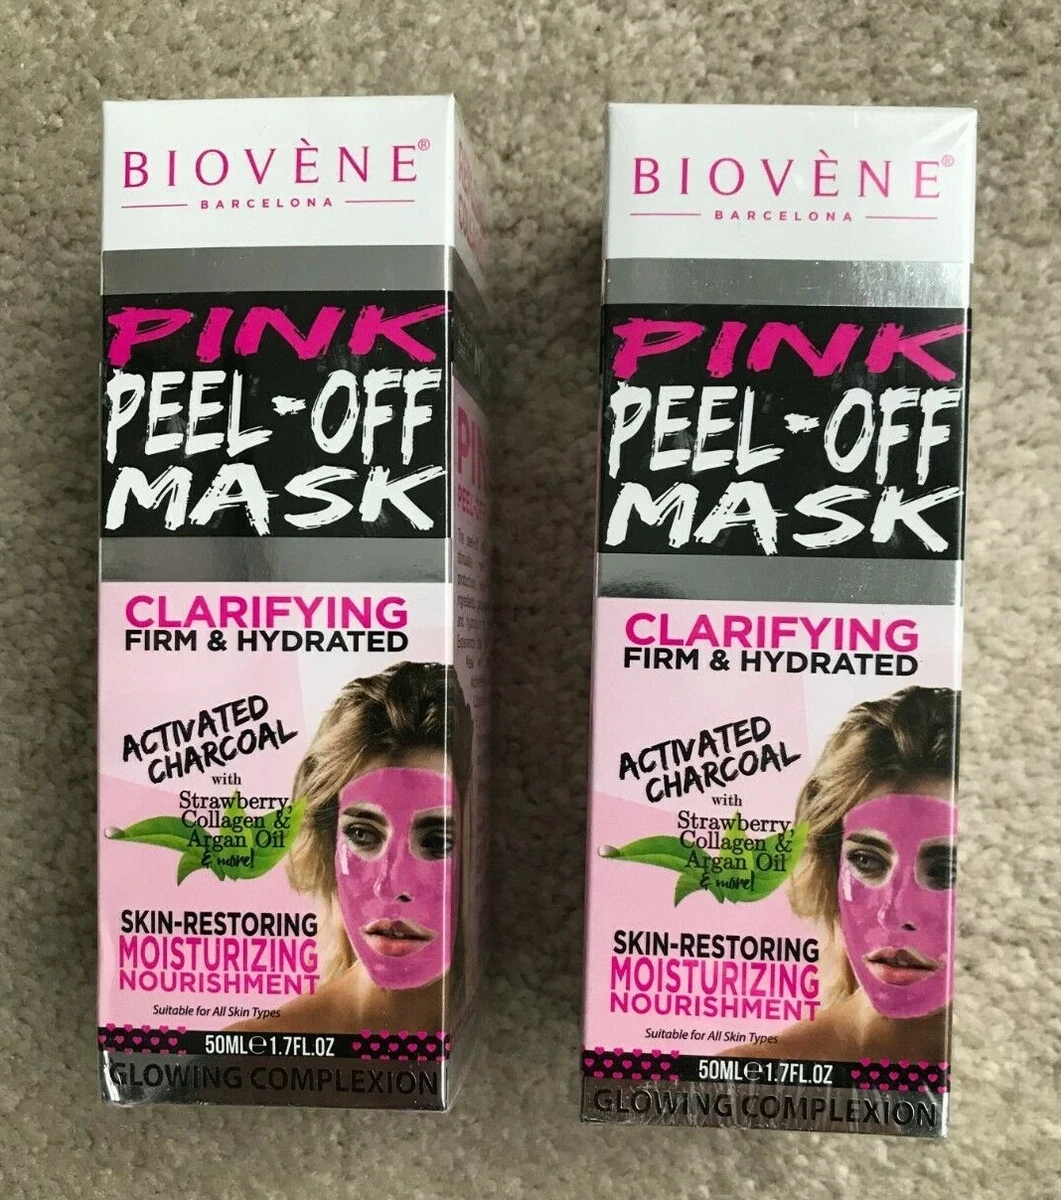 BIOVÈNE®
BARCELONA
PINK
PEEL-OFF
MASK
CLARIFYING
FIRM & HYDRATED
ACTIVATED
CHARCOAL
with
Strawberry,
Collagen &
Argan Oil
& more!
SKIN-RESTORING
MOISTURIZING
NOURISHMENT
Suitable for All Skin Types
50ML℮1.7FL.OZ
GLOWING COMPLEXION
BIOVÈNE®
BARCELONA
PINK
PEEL-OFF
MASK
CLARIFYING
FIRM & HYDRATED
ACTIVATED
CHARCOAL
with
Strawberry,
Collagen &
Argan Oil
& more!
SKIN-RESTORING
MOISTURIZING
NOURISHMENT
Suitable for All Skin Types
50ML℮1.7FL.OZ
GLOWING COMPLEXION